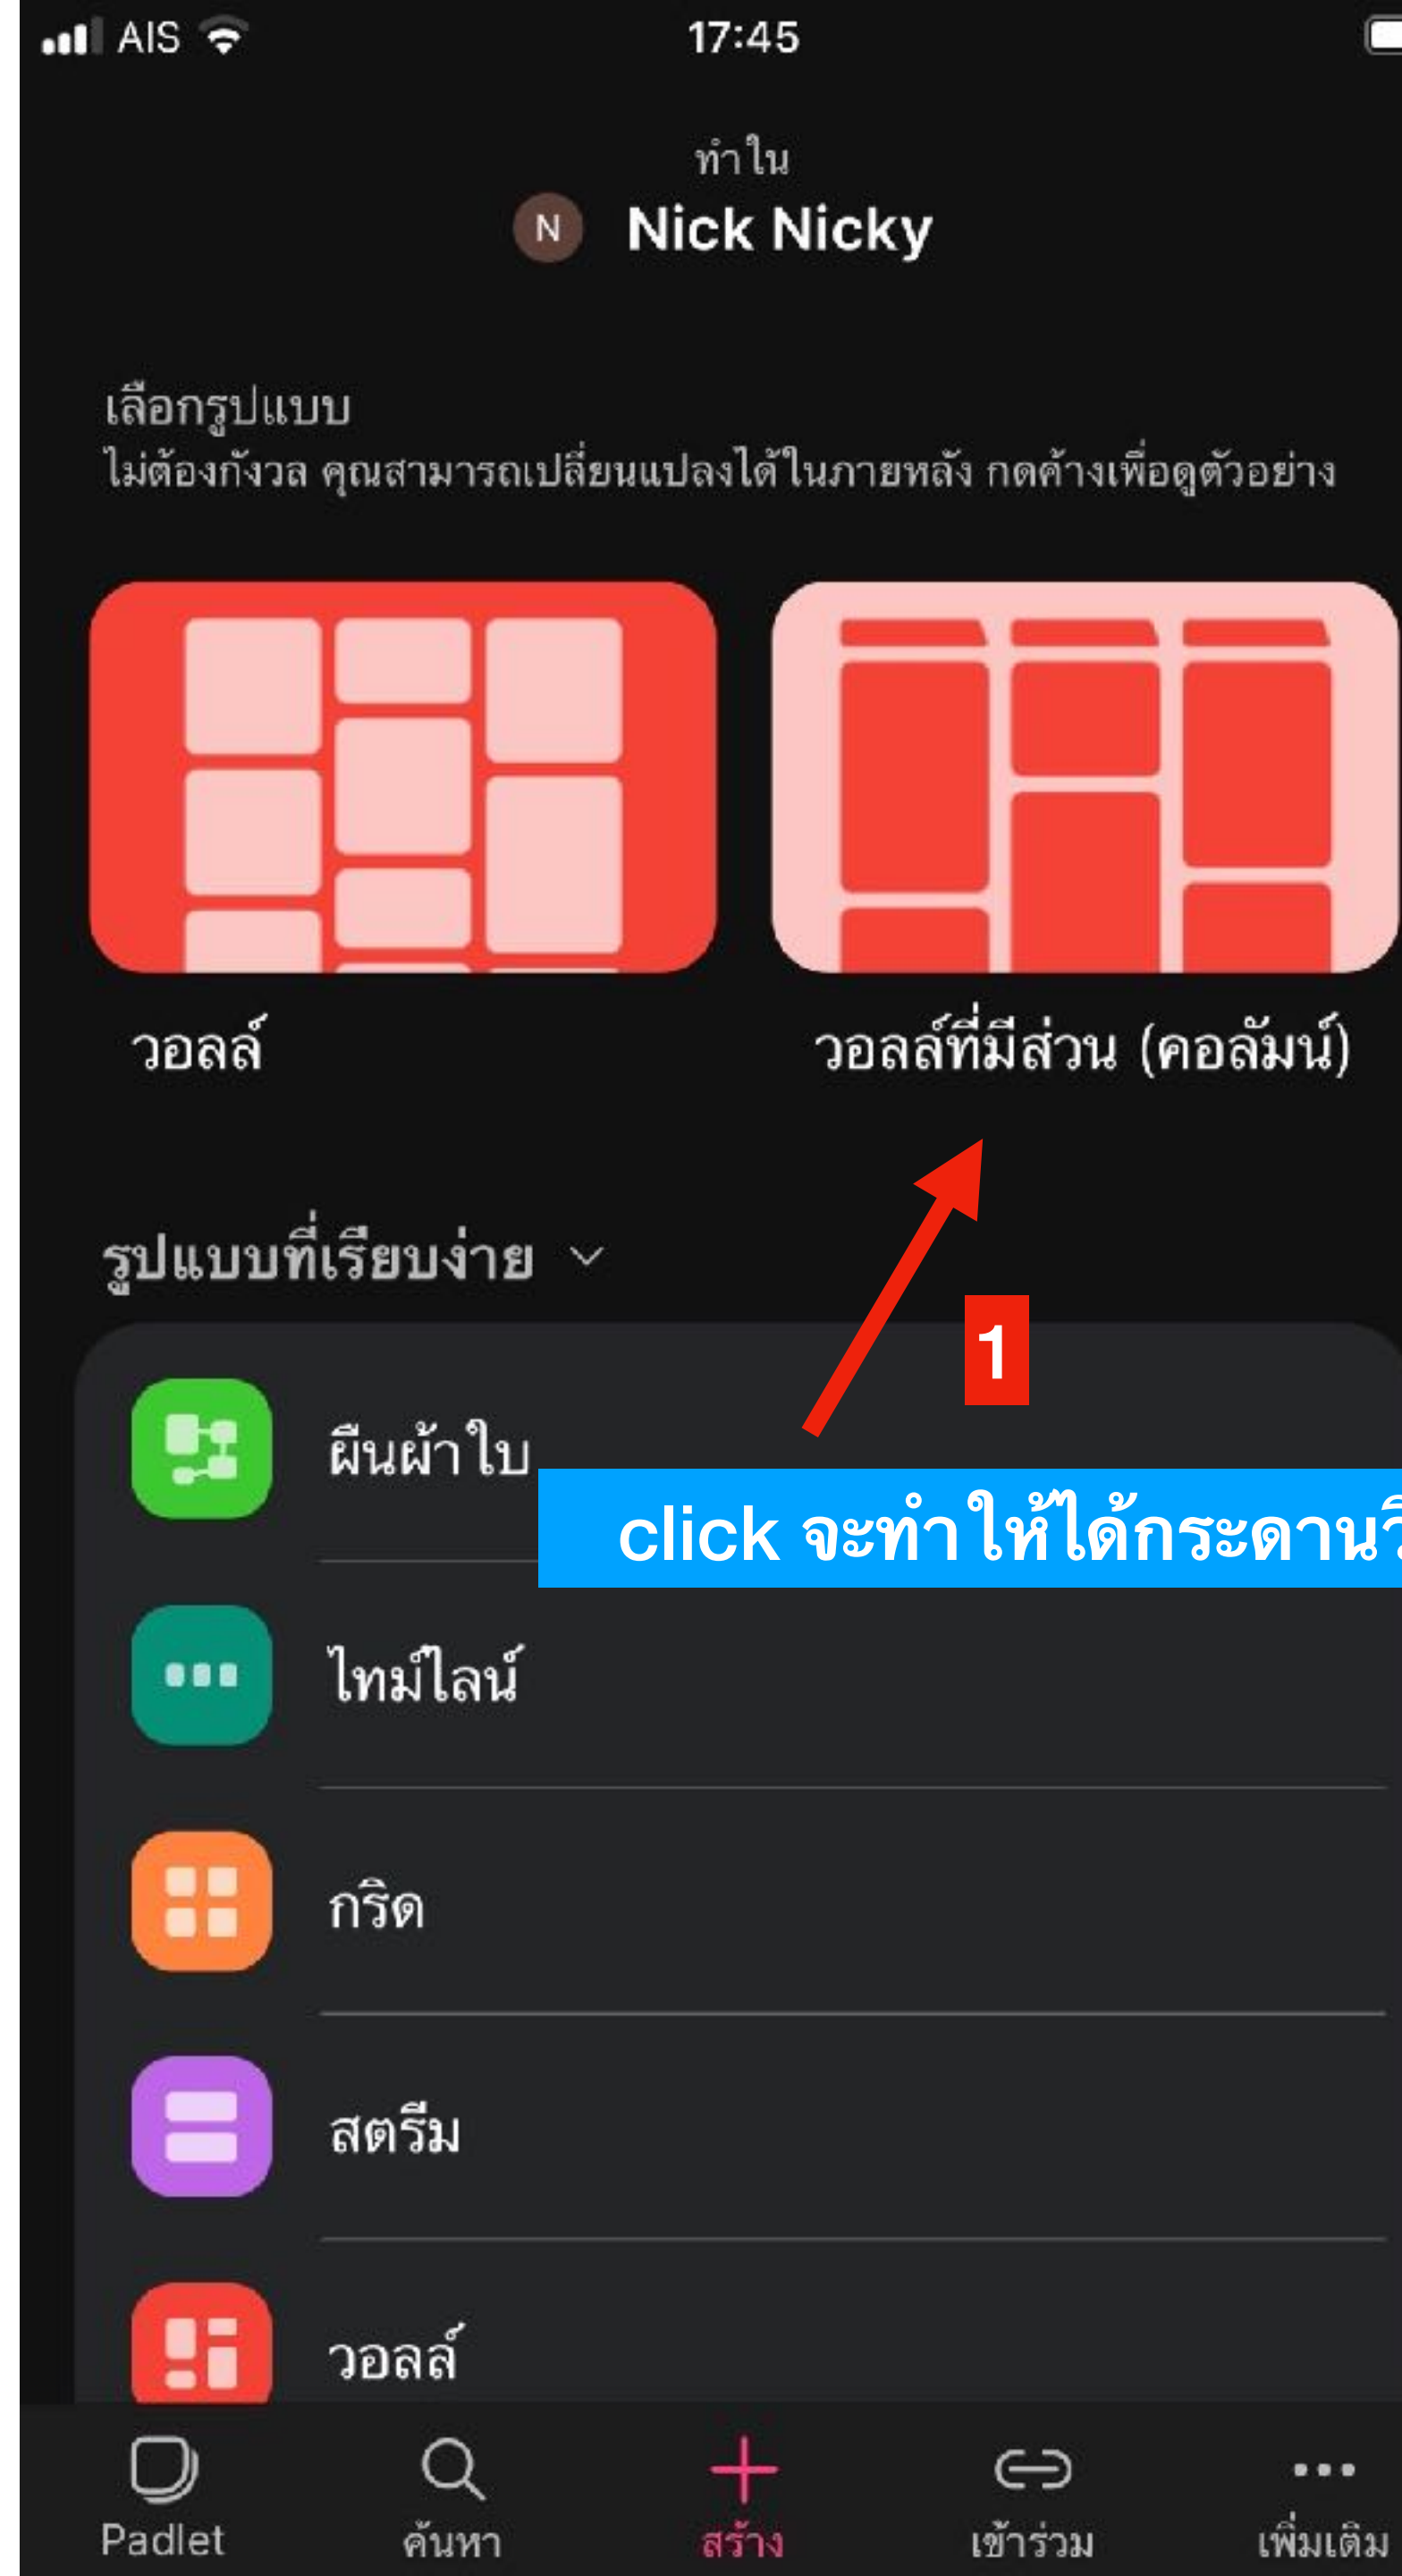 AIS 17:45
ทำใน
N Nick Nicky
เลือกรูปแบบ
ไม่ต้องกังวล คุณสามารถเปลี่ยนแปลงได้ในภายหลัง กดค้างเพื่อดูตัวอย่าง
วอลล์ วอลล์ที่มีส่วน (คอลัมน์)
รูปแบบที่เรียบง่าย
1
ผืนผ้าใบ
click จะทำให้ได้กระดาน
ไทม์ไลน์
กริด
สตรีม
วอลล์
Padlet ค้นหา สร้าง เข้าร่วม เพิ่มเติม